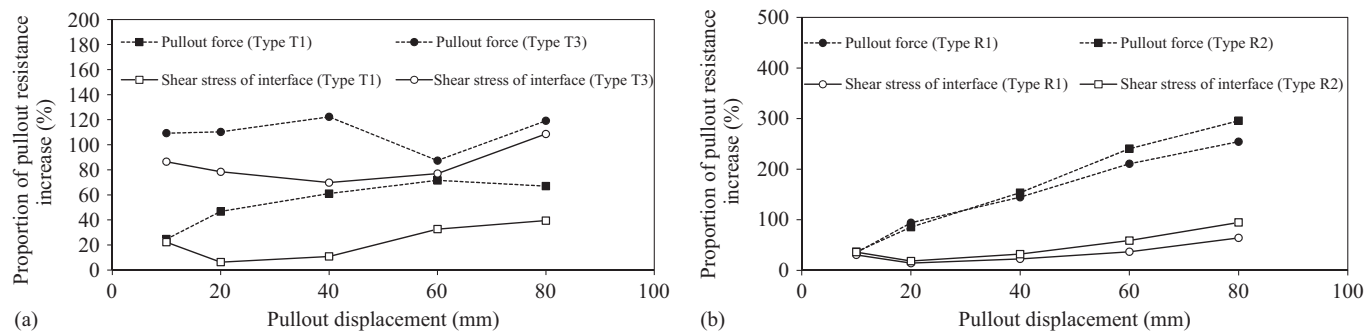 (a)
Proportion of pullout resistance
increase (%)
200
180
160
140
120
100
80
60
40
20
0
Pullout force (Type T1)
Pullout force (Type T3)
Shear stress of interface (Type T1)
Shear stress of interface (Type T3)
0 20 40 60 80 100
Pullout displacement (mm)
(b)
Proportion of pullout resistance
increase (%)
500
400
300
200
100
0
Pullout force (Type R1)
Pullout force (Type R2)
Shear stress of interface (Type R1)
Shear stress of interface (Type R2)
0 20 40 60 80 100
Pullout displacement (mm)